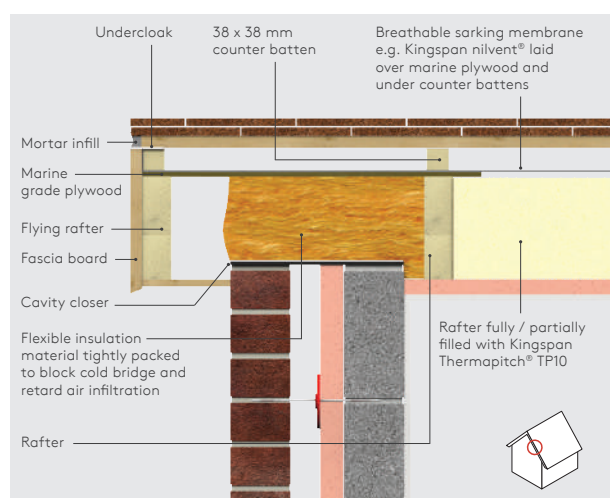 Undercloak
38 x 38 mm
counter batten
Breathable sarking membrane
e.g. Kingspan nilvent® laid
over marine plywood and
under counter battens
Mortar infill
Marine
grade plywood
Flying rafter
Fascia board
Cavity closer
Flexible insulation
material tightly packed
to block cold bridge and
retard air infiltration
Rafter
Rafter fully / partially
filled with Kingspan
Thermapitch® TP10